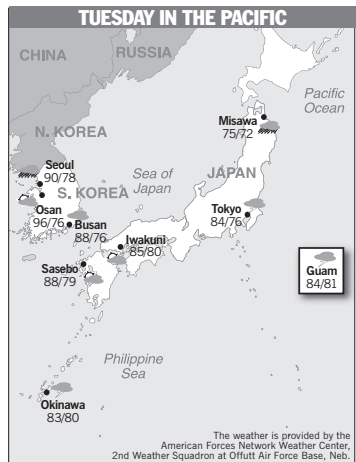 TUESDAY IN THE PACIFIC
CHINA
RUSSIA
Pacific
Ocean
N. KOREA
Misawa
75/72
Seoul
90/78
Sea of
Japan
JAPAN
S. KOREA
Osan
96/76
Busan
88/76
Tokyo
84/76
Iwakuni
85/80
Sasebo
88/79
Guam
84/81
Philippine
Sea
Okinawa
83/80
The weather is provided by the
American Forces Network Weather Center,
2nd Weather Squadron at Offutt Air Force Base, Neb.